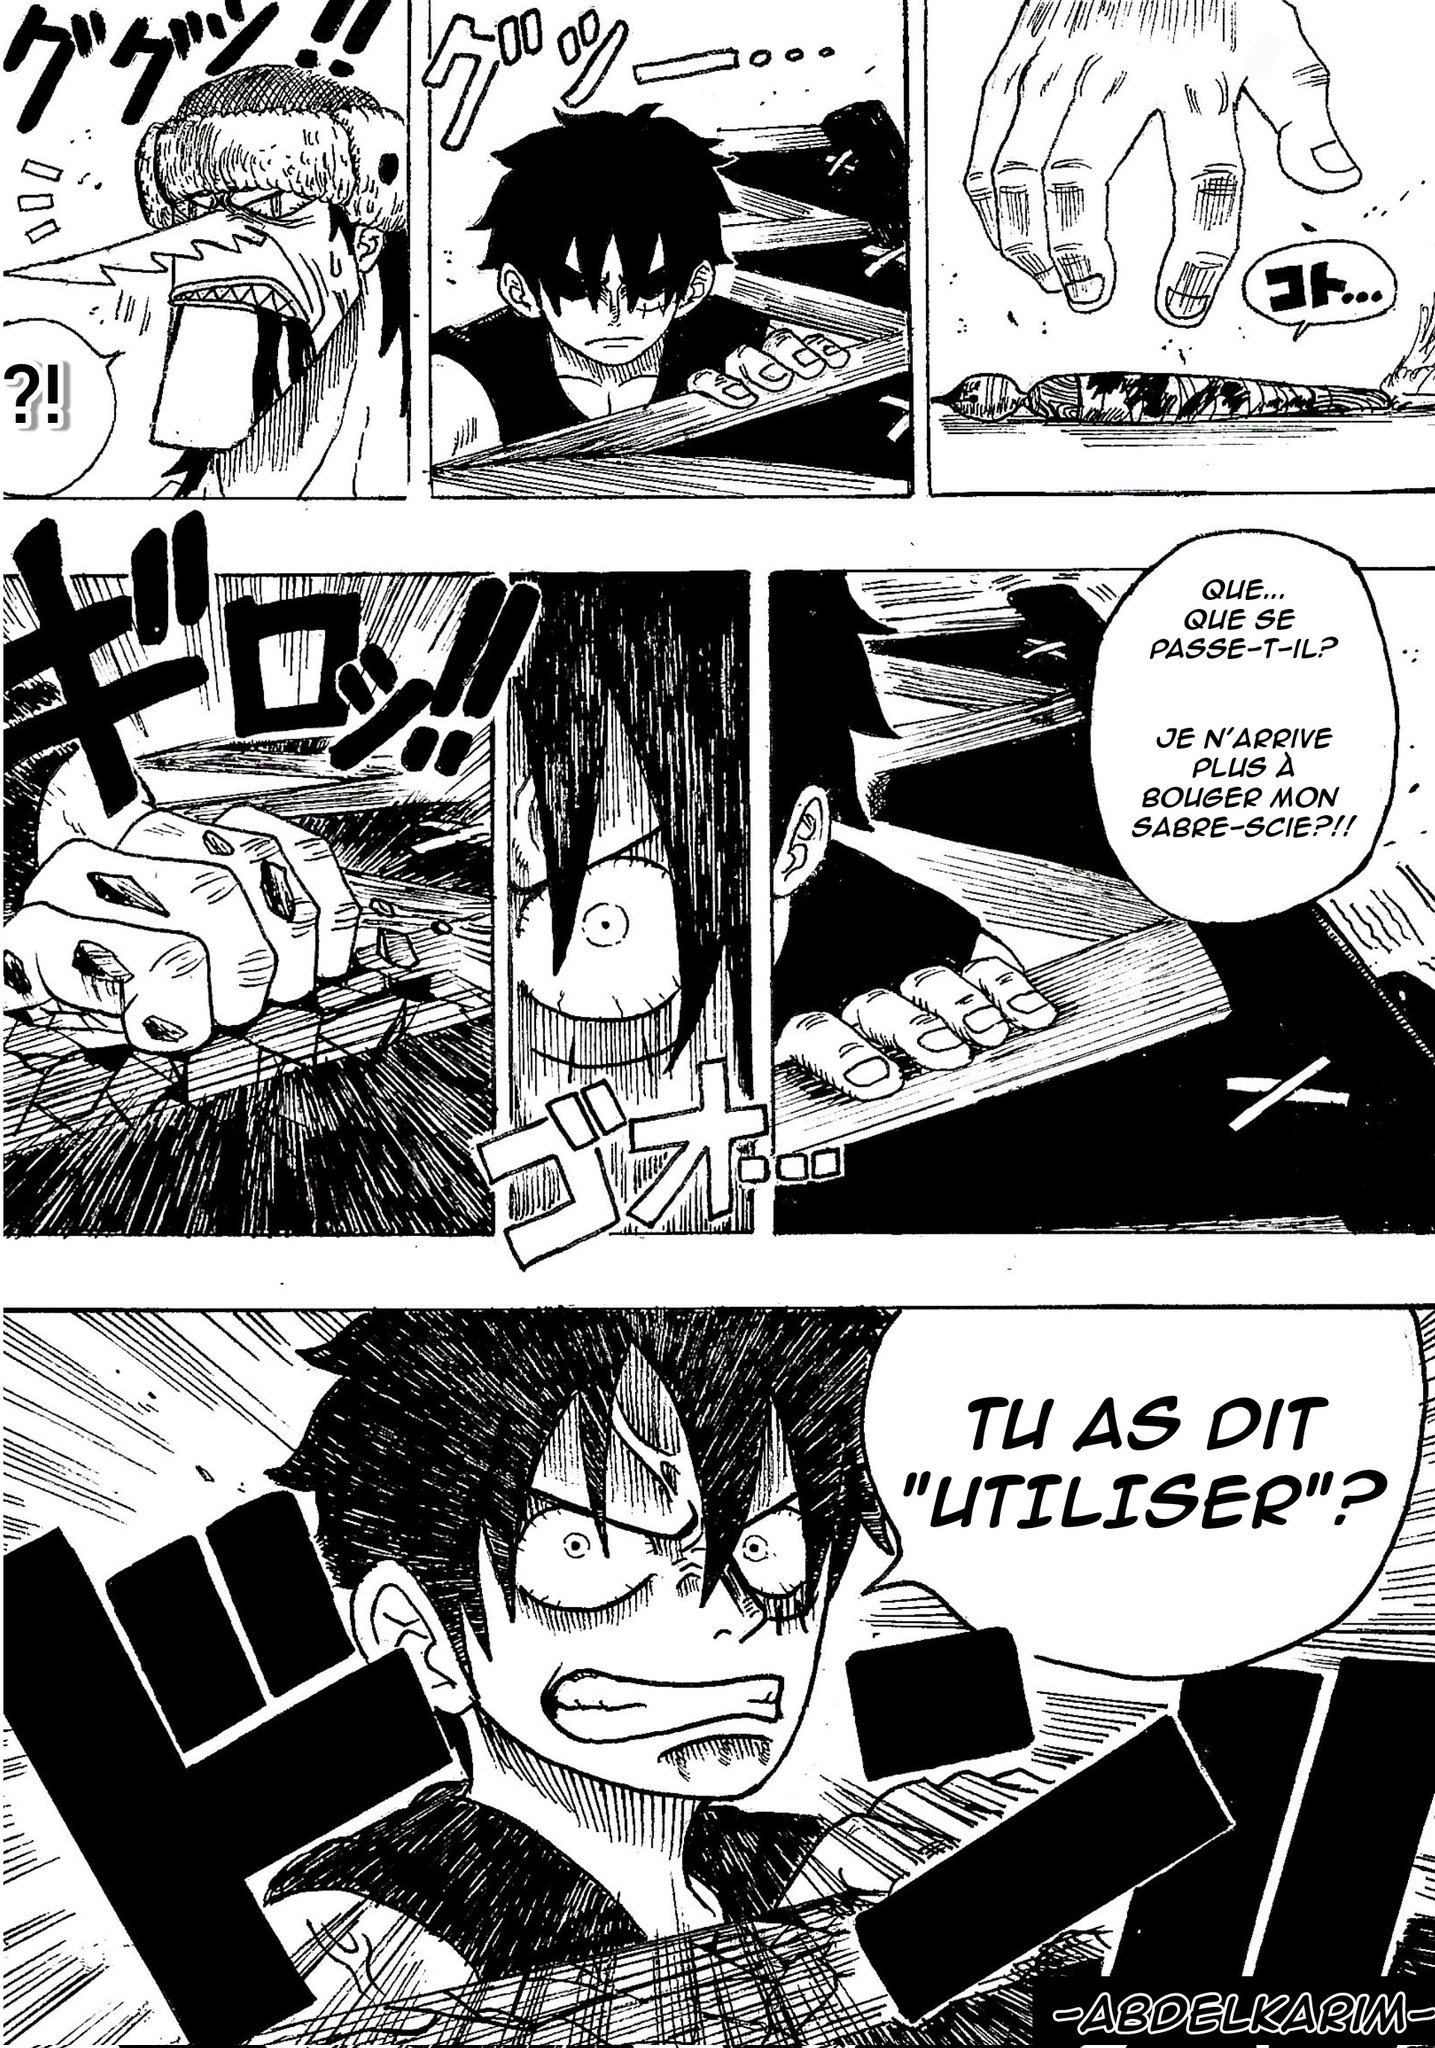 コト…
グッー…
ググッ!!
?!
QUE...
QUE SE
PASSE-T-IL?
JE N'ARRIVE
PLUS À
BOUGER MON
SABRE-SCIE?!!
ゴオ…
ギロッ!!
TU AS DIT
"UTILISER"?
ドン!!
-ABDELKARIM-